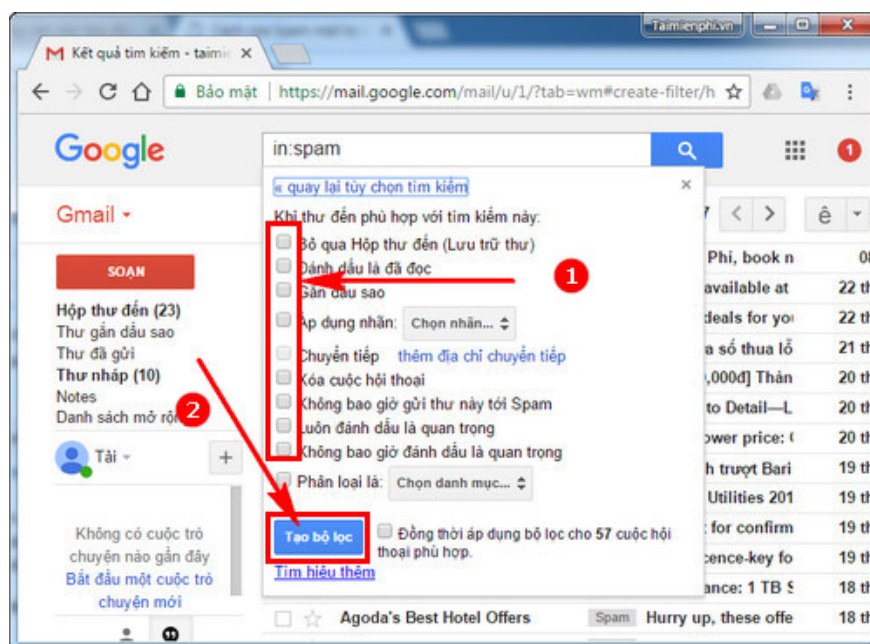 Taimienphi.vn
Kết quả tìm kiếm - taimie
Bảo mật https://mail.google.com/mail/u/1/?tab=wm#create-filter/h
Google
in:spam
1
« quay lại tùy chọn tìm kiếm
Gmail
Khi thư đến phù hợp với tìm kiếm này:
ê
SOẠN
Bỏ qua Hộp thư đến (Lưu trữ thư)
Phí, book n 08
Đánh dấu là đã đọc
1
available at 22 th
Gắn dấu sao
Hộp thư đến (23)
deals for you 22 th
Thư gắn dấu sao
Áp dụng nhãn: Chọn nhãn...
Thư đã gửi
a số thua lỗ 21 th
Chuyển tiếp thêm địa chỉ chuyển tiếp
Thư nháp (10)
,000đ] Thán 20 th
Xóa cuộc hội thoại
Notes
Không bao giờ gửi thư này tới Spam
to Detail—L 20 th
Danh sách mở rộn
2
Luôn đánh dấu là quan trọng
ower price: ( 20 th
Không bao giờ đánh dấu là quan trọng
Tài
h trượt Bari 19 th
Phân loại là: Chọn danh mục...
Utilities 201 19 th
Không có cuộc trò
chuyện nào gần đây
Bắt đầu một cuộc trò
chuyện mới
Tạo bộ lọc
Đồng thời áp dụng bộ lọc cho 57 cuộc hội
thoại phù hợp.
for confirm 19 th
cence-key fo 19 th
Tìm hiểu thêm
ance: 1 TB S 18 th
Agoda's Best Hotel Offers Spam Hurry up, these offe 18 th